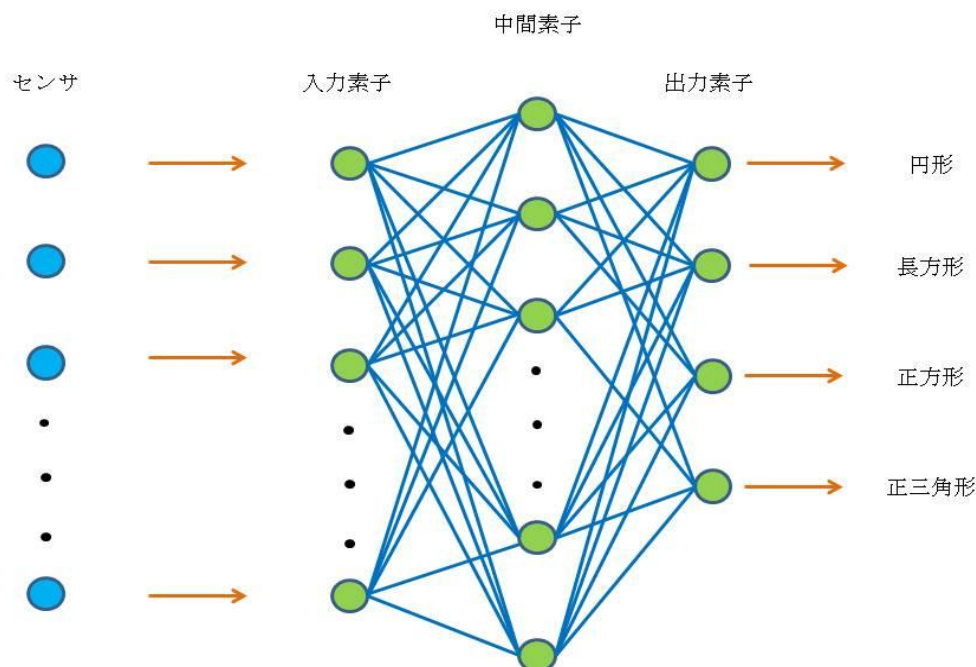 中間素子
センサ
入力素子
出力素子
円形
長方形
正方形
正三角形